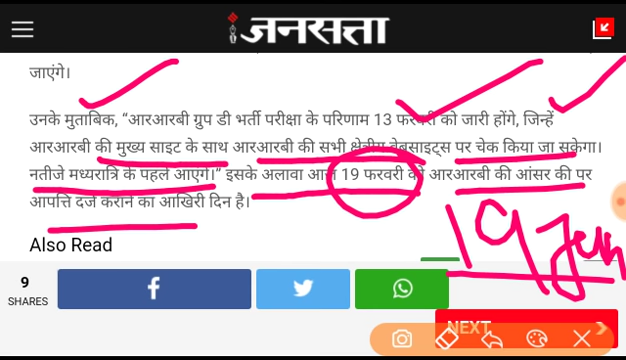 जनसत्ता
जाएंगे।
उनके मुताबिक, “आरआरबी ग्रुप डी भर्ती परीक्षा के परिणाम 13 फरवरी को जारी होंगे, जिन्हें
आरआरबी की मुख्य साइट के साथ आरआरबी की सभी क्षेत्रीय वेबसाइट्स पर चेक किया जा सकेगा।
नतीजे मध्यरात्रि के पहले आएंगे।” इसके अलावा आज 19 फरवरी को आरआरबी की आंसर की पर
आपत्ति दर्ज कराने का आखिरी दिन है।
19 Jan
Also Read
9
SHARES
NEXT